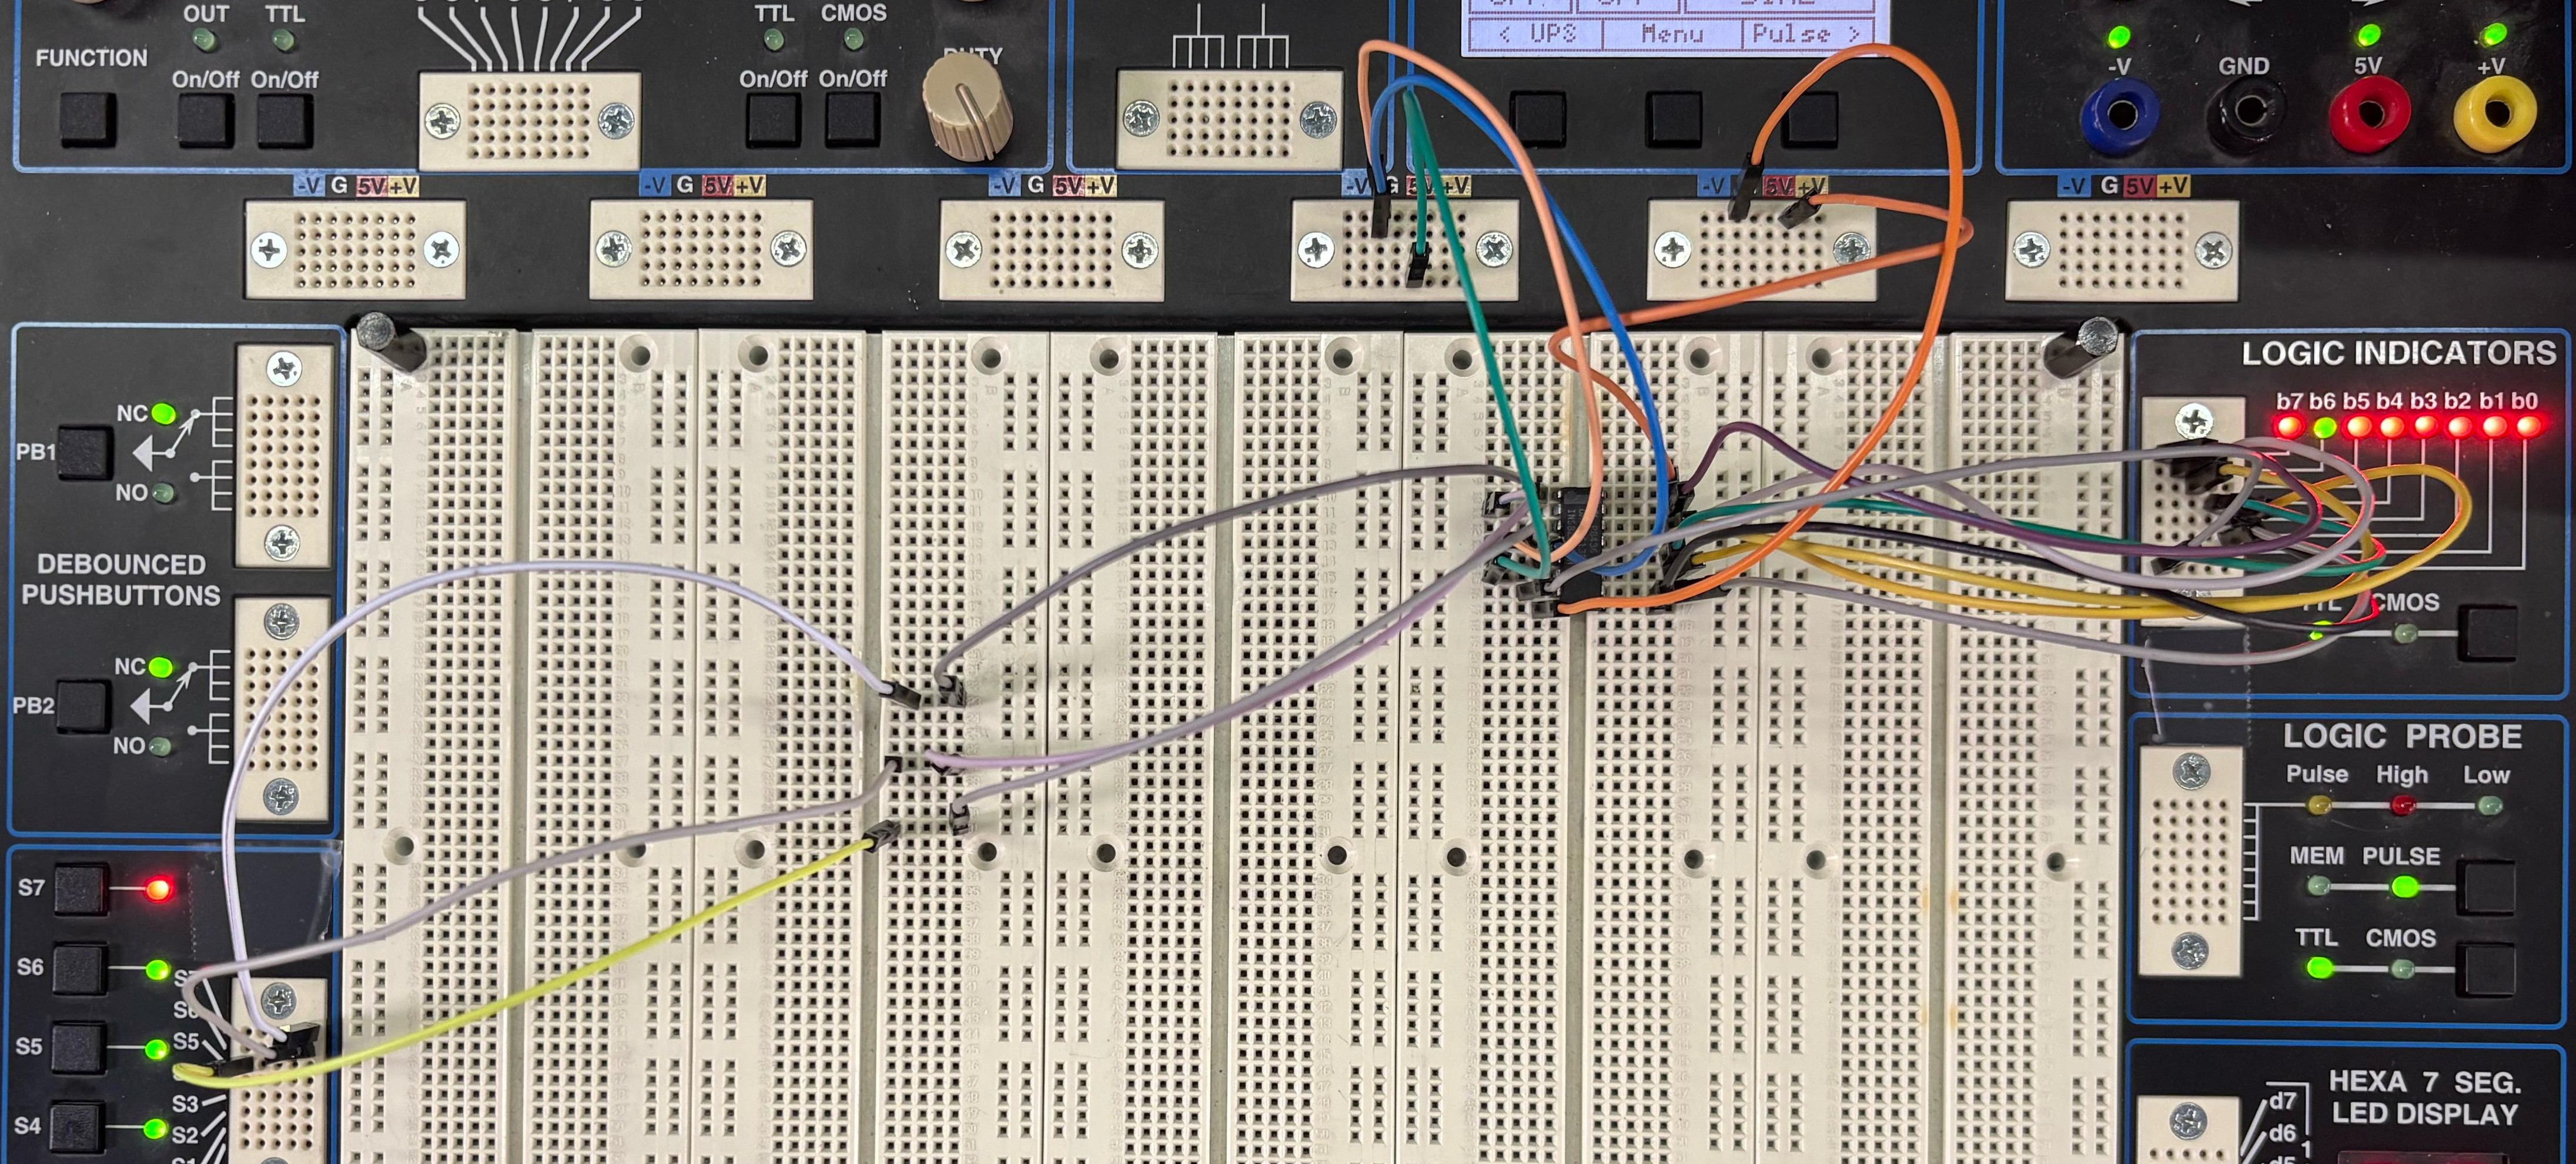 OUT TTL
FUNCTION
On/Off On/Off
TTL CMOS
On/Off On/Off
DUTY
< UPS Menu Pulse >
-V GND 5V +V
-V G 5V +V
-V G 5V +V
-V G 5V +V
-V G 5V +V
-V 5V +V
-V G 5V +V
NC
PB1
NO
DEBOUNCED
PUSHBUTTONS
NC
PB2
NO
S7
S6
S5
S4
S5
S3
S2
LOGIC INDICATORS
b7 b6 b5 b4 b3 b2 b1 b0
TTL CMOS
LOGIC PROBE
Pulse High Low
MEM PULSE
TTL CMOS
HEXA 7 SEG.
LED DISPLAY
d7
d6
1